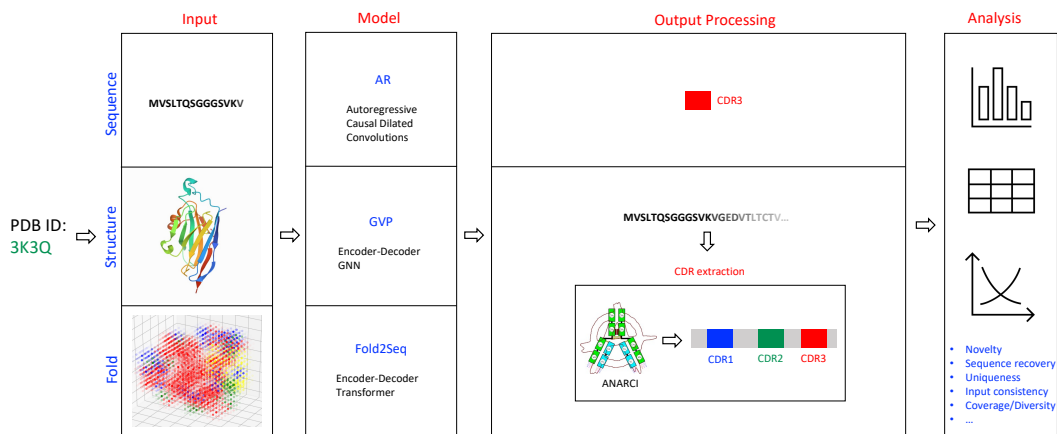 Input
Model
Output Processing
Analysis
PDB ID:
3K3Q
Sequence
MVSLTQSGGGSVKV
AR
Autoregressive
Causal Dilated
Convolutions
CDR3
Structure
GVP
Encoder-Decoder
GNN
MVSLTQSGGGSVKVGEDVTLTCTV...
CDR extraction
ANARCI
CDR1
CDR2
CDR3
Fold
Fold2Seq
Encoder-Decoder
Transformer
• Novelty
• Sequence recovery
• Uniqueness
• Input consistency
• Coverage/Diversity
• ...